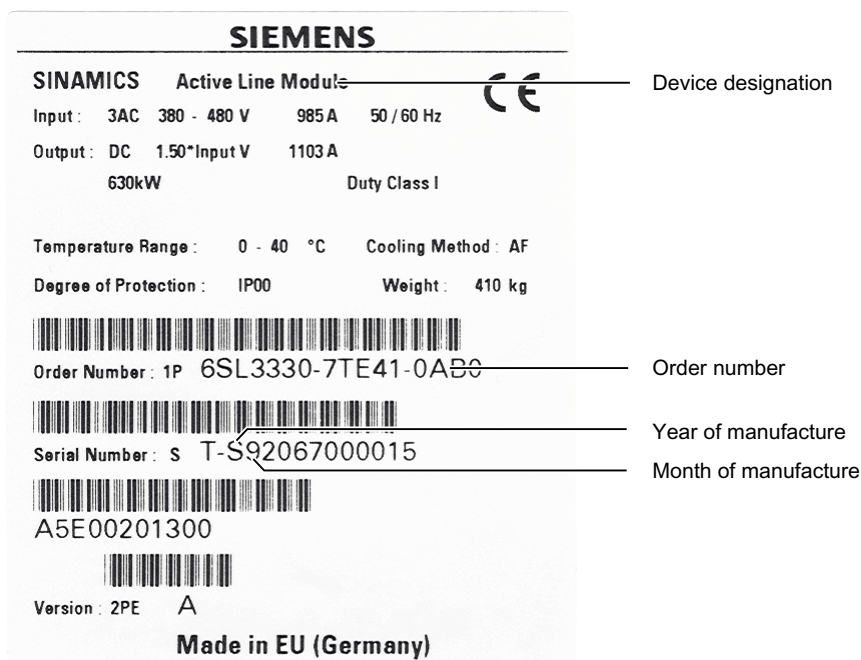 SIEMENS
SINAMICS Active Line Module
Device designation
CE
Input : 3AC 380 - 480 V 985 A 50 / 60 Hz
Output : DC 1.50*Input V 1103 A
630kW Duty Class I
Temperature Range : 0 - 40 °C Cooling Method : AF
Degree of Protection : IP00 Weight : 410 kg
Order Number : 1P 6SL3330-7TE41-0AB0
Order number
Year of manufacture
Serial Number : S T-S92067000015
Month of manufacture
A5E00201300
Version : 2PE A
Made in EU (Germany)